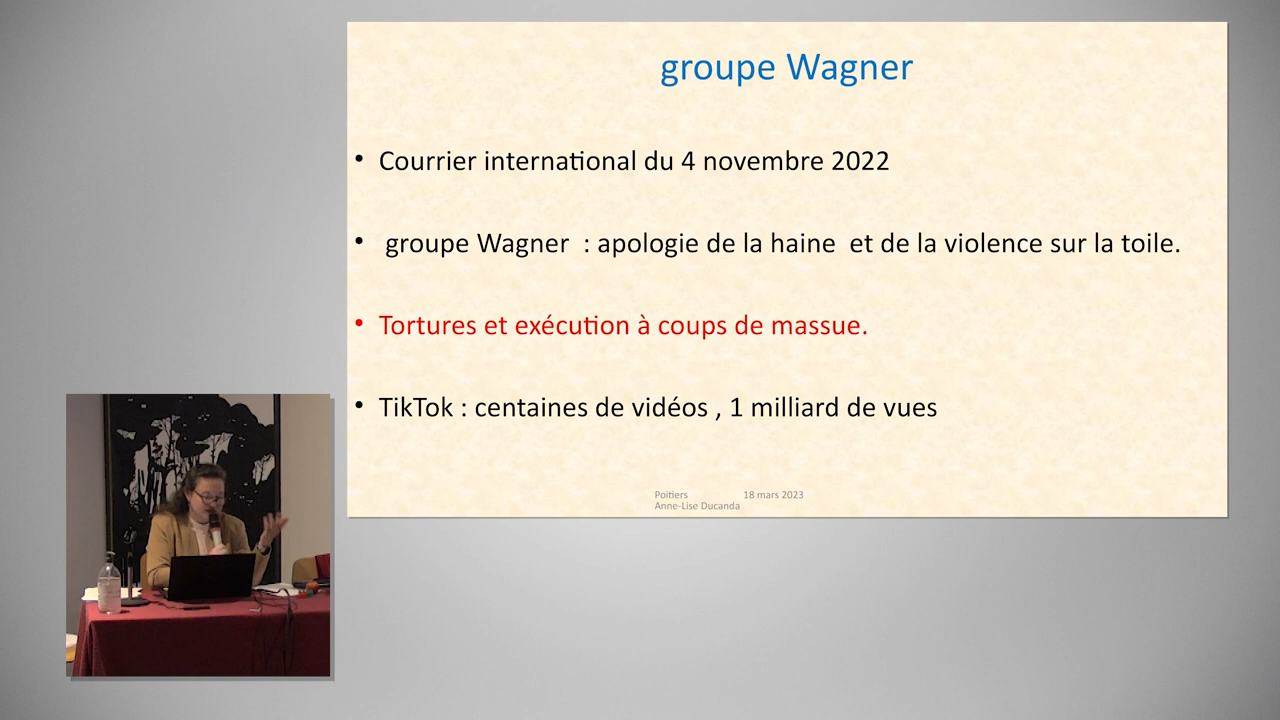 groupe Wagner
• Courrier international du 4 novembre 2022
• groupe Wagner : apologie de la haine et de la violence sur la toile.
• Tortures et exécution à coups de massue.
• TikTok : centaines de vidéos , 1 milliard de vues
Poitiers 18 mars 2023
Anne-Lise Ducanda